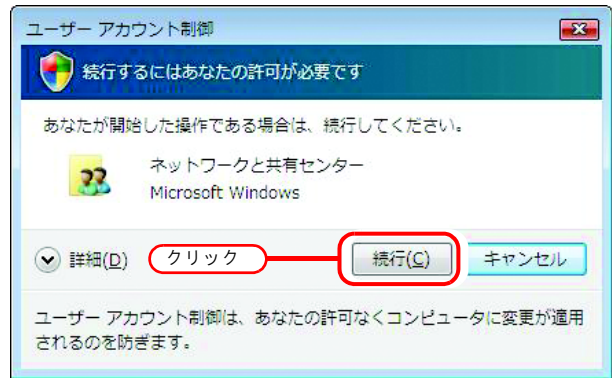 ユーザー アカウント制御
続行するにはあなたの許可が必要です
あなたが開始した操作である場合は、続行してください。
ネットワークと共有センター
Microsoft Windows
詳細(D) クリック 続行(C) キャンセル
ユーザー アカウント制御は、あなたの許可なくコンピュータに変更が適用
されるのを防ぎます。